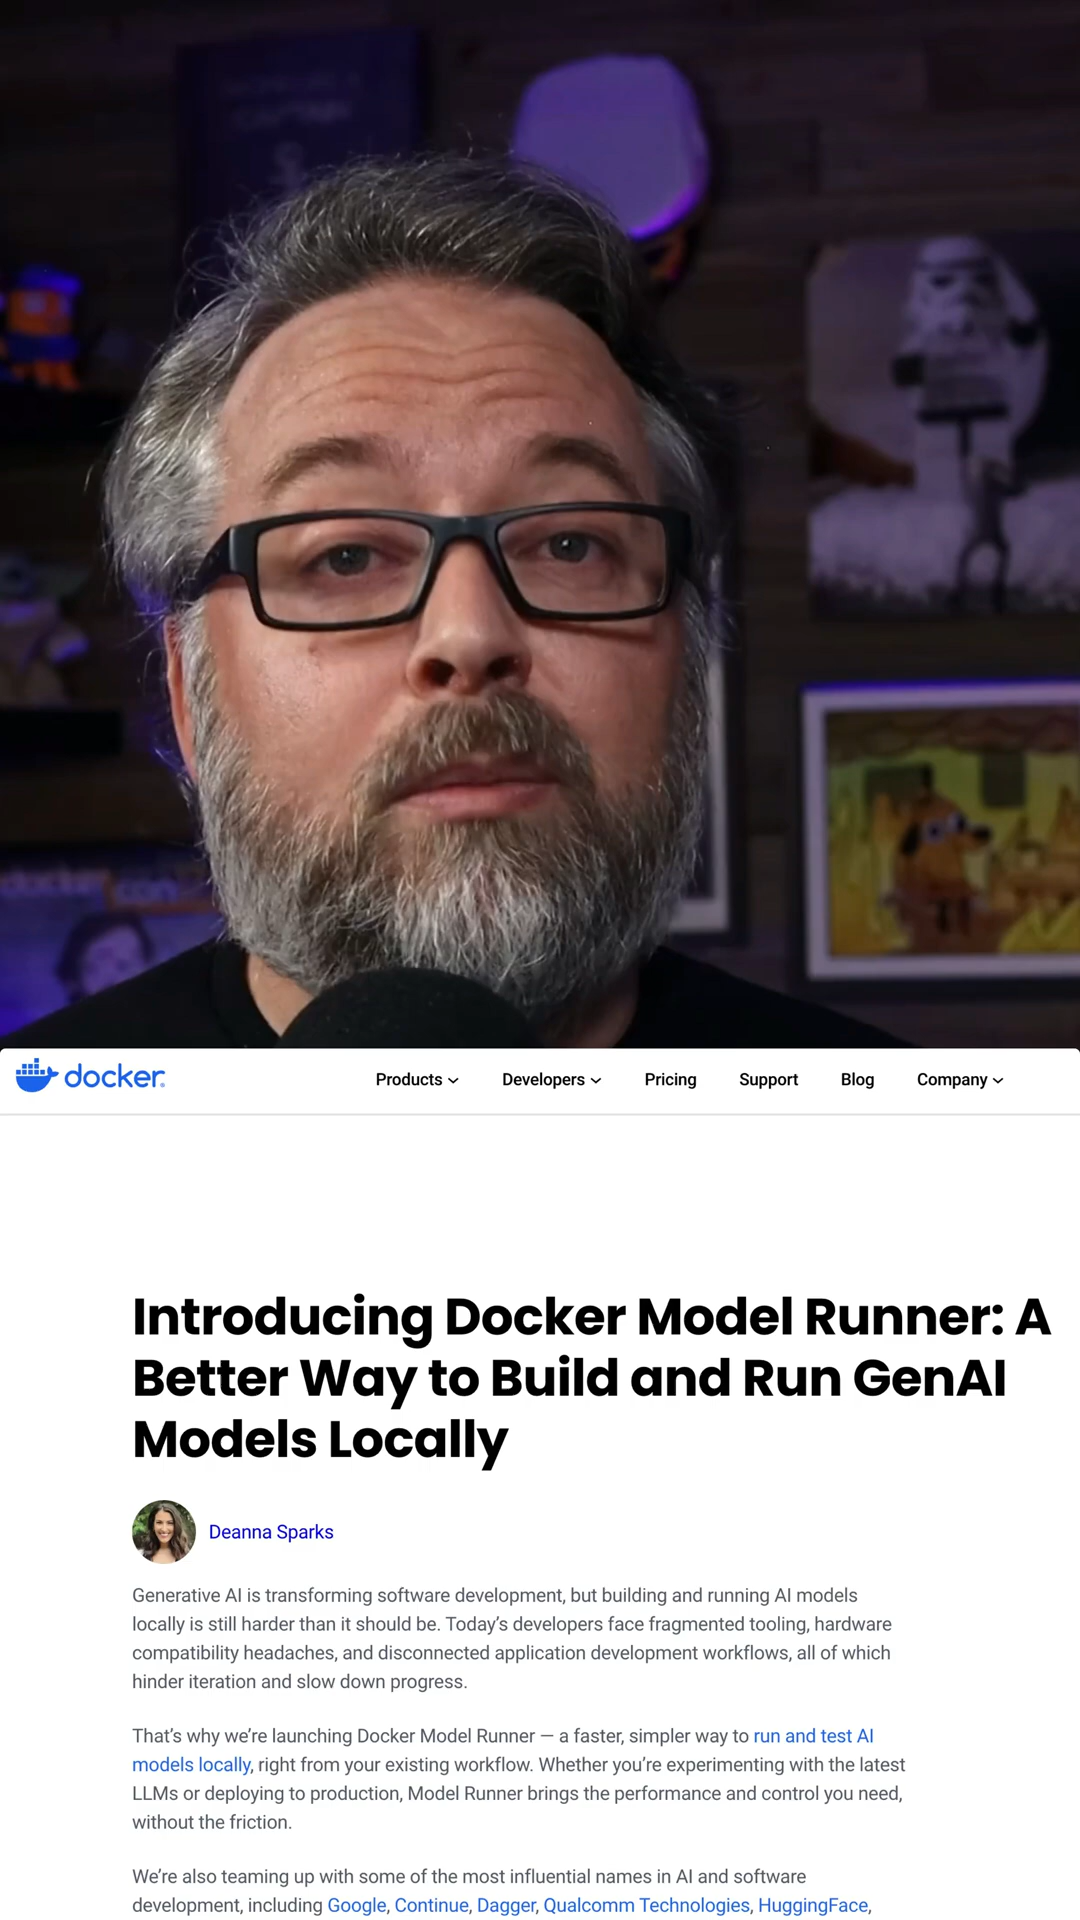 docker con
docker
Products
Developers
Pricing
Support
Blog
Company
Introducing Docker Model Runner: A
Better Way to Build and Run GenAI
Models Locally
Deanna Sparks
Generative AI is transforming software development, but building and running AI models
locally is still harder than it should be. Today’s developers face fragmented tooling, hardware
compatibility headaches, and disconnected application development workflows, all of which
hinder iteration and slow down progress.
That’s why we’re launching Docker Model Runner — a faster, simpler way to run and test AI
models locally, right from your existing workflow. Whether you’re experimenting with the latest
LLMs or deploying to production, Model Runner brings the performance and control you need,
without the friction.
We’re also teaming up with some of the most influential names in AI and software
development, including Google, Continue, Dagger, Qualcomm Technologies, HuggingFace,